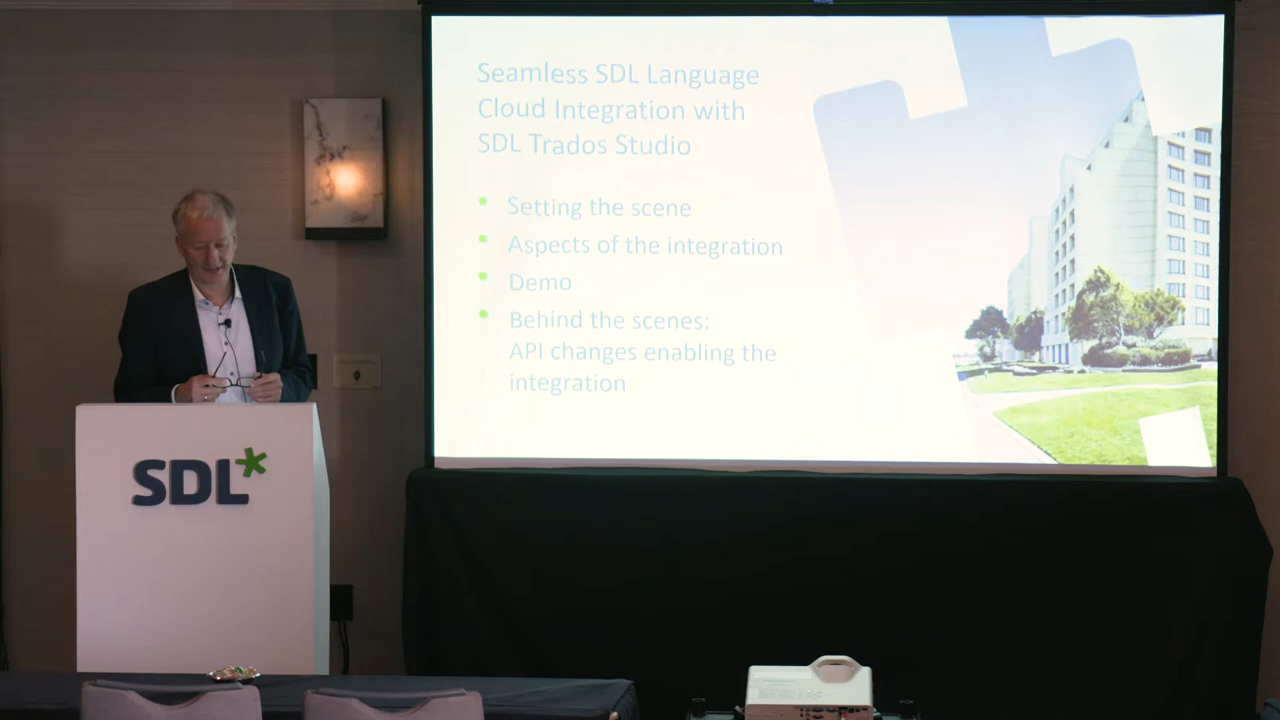 Seamless SDL Language
Cloud Integration with
SDL Trados Studio
Setting the scene
Aspects of the integration
Demo
Behind the scenes:
API changes enabling the
integration
SDL*